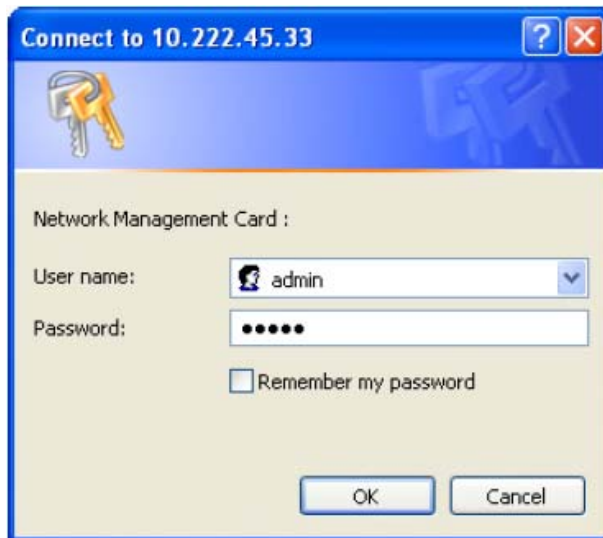 Connect to 10.222.45.33
?
Network Management Card :
User name:
admin
Password:
●●●●●
Remember my password
OK
Cancel